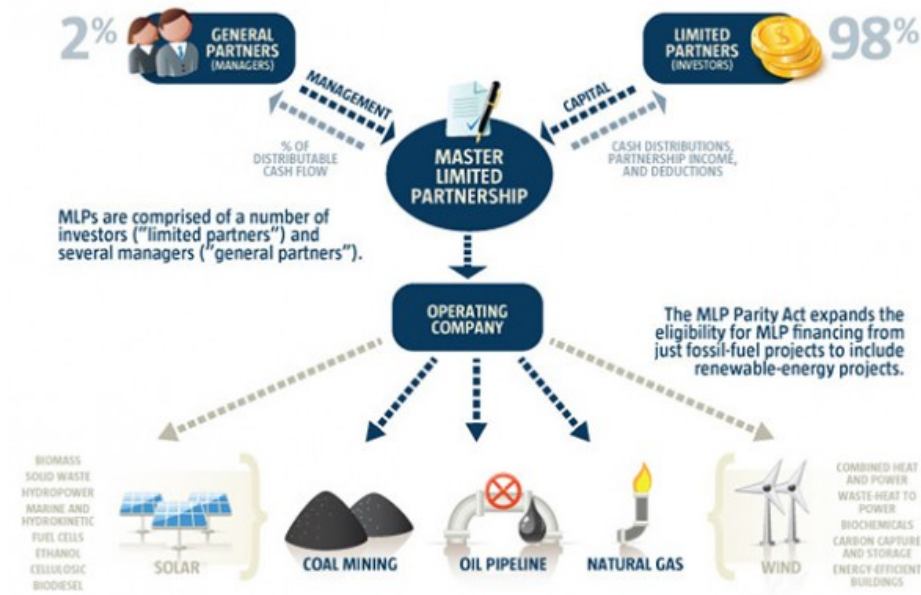 2%
GENERAL
PARTNERS
(MANAGERS)
LIMITED
PARTNERS
(INVESTORS)
98%
MANAGEMENT
CAPITAL
% OF
DISTRIBUTABLE
CASH FLOW
MASTER
LIMITED
PARTNERSHIP
CASH DISTRIBUTIONS,
PARTNERSHIP INCOME,
AND DEDUCTIONS
MLPs are comprised of a number of
investors ("limited partners") and
several managers ("general partners").
OPERATING
COMPANY
The MLP Parity Act expands the
eligibility for MLP financing from
just fossil-fuel projects to include
renewable-energy projects.
BIOMASS
SOLID WASTE
HYDROPOWER
MARINE AND
HYDROKINETIC
FUEL CELLS
ETHANOL
CELLULOSIC
BIODIESEL
SOLAR
COAL MINING
OIL PIPELINE
NATURAL GAS
WIND
COMBINED HEAT
AND POWER
WASTE-HEAT TO
POWER
BIOCHEMICALS
CARBON CAPTURE
AND STORAGE
ENERGY-EFFICIENT
BUILDINGS